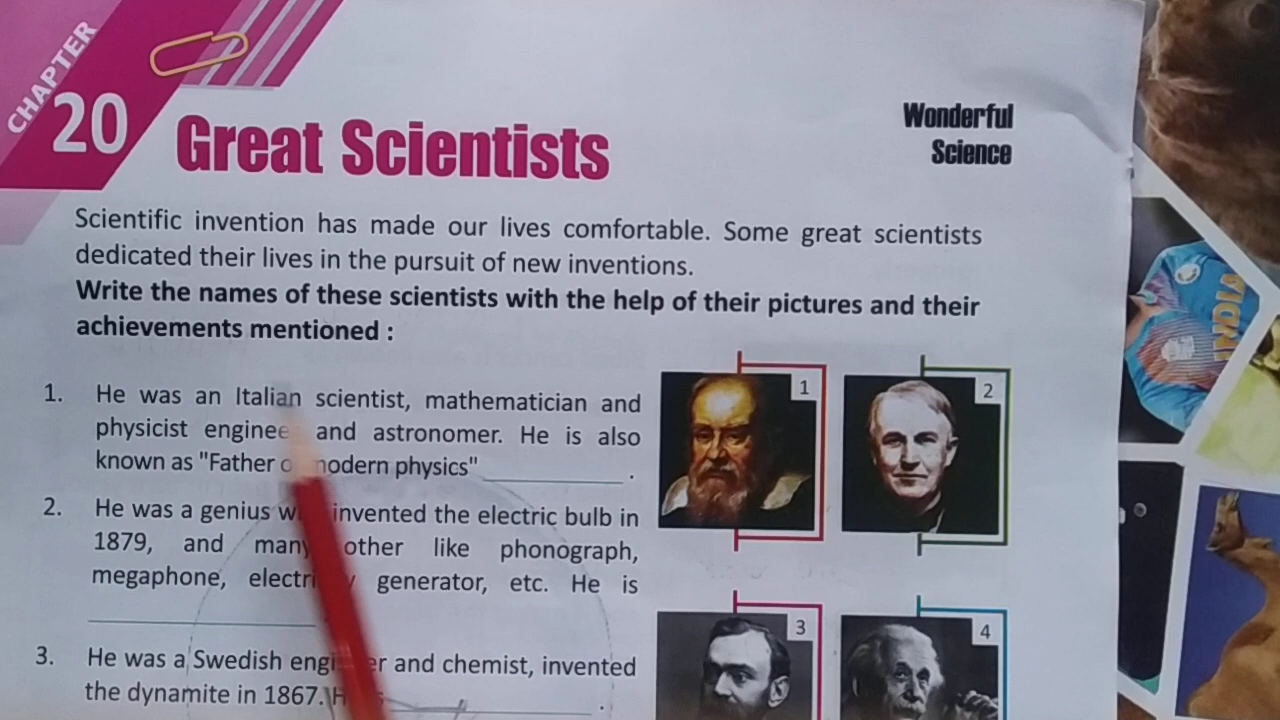 CHAPTER
20
Great Scientists
Wonderful
Science
Scientific invention has made our lives comfortable. Some great scientists
dedicated their lives in the pursuit of new inventions.
Write the names of these scientists with the help of their pictures and their
achievements mentioned :
1. He was an Italian scientist, mathematician and
physicist and astronomer. He is also
known as "Father modern physics" .
2. He was a genius invented the electric bulb in
1879, and many other like phonograph,
megaphone, generator, etc. He is
3. He was a Swedish and chemist, invented
the dynamite in 1867. .
1
2
3
4
INDIA